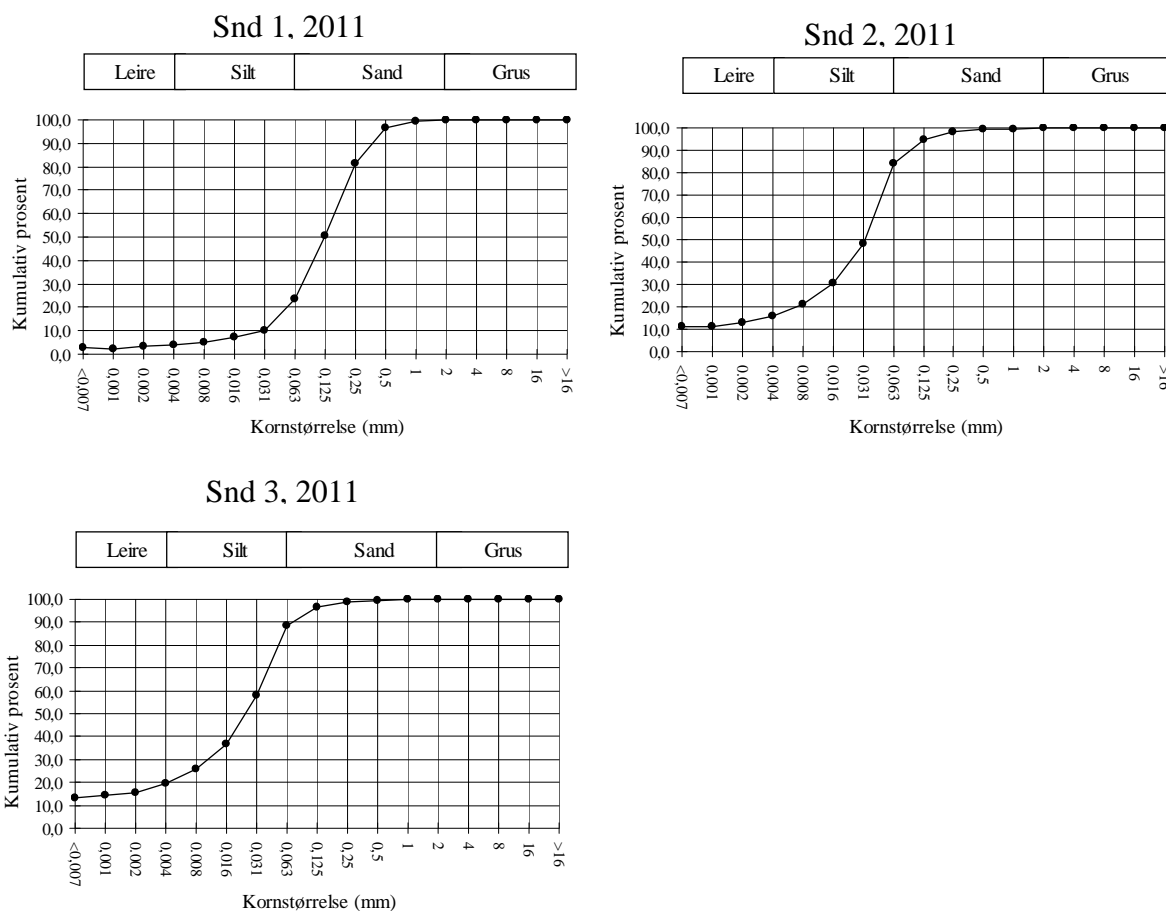 Snd 1, 2011
Leire Silt Sand Grus
100,0
90,0
80,0
70,0
60,0
50,0
40,0
30,0
20,0
10,0
0,0
Kumulativ prosent
<0,007 0,001 0,002 0,004 0,008 0,016 0,031 0,063 0,125 0,25 0,5 1 2 4 8 16 >16
Kornstørrelse (mm)
Snd 2, 2011
Leire Silt Sand Grus
100,0
90,0
80,0
70,0
60,0
50,0
40,0
30,0
20,0
10,0
0,0
Kumulativ prosent
<0,007 0,001 0,002 0,004 0,008 0,016 0,031 0,063 0,125 0,25 0,5 1 2 4 8 16 >16
Kornstørrelse (mm)
Snd 3, 2011
Leire Silt Sand Grus
100,0
90,0
80,0
70,0
60,0
50,0
40,0
30,0
20,0
10,0
0,0
Kumulativ prosent
<0,007 0,001 0,002 0,004 0,008 0,016 0,031 0,063 0,125 0,25 0,5 1 2 4 8 16 >16
Kornstørrelse (mm)